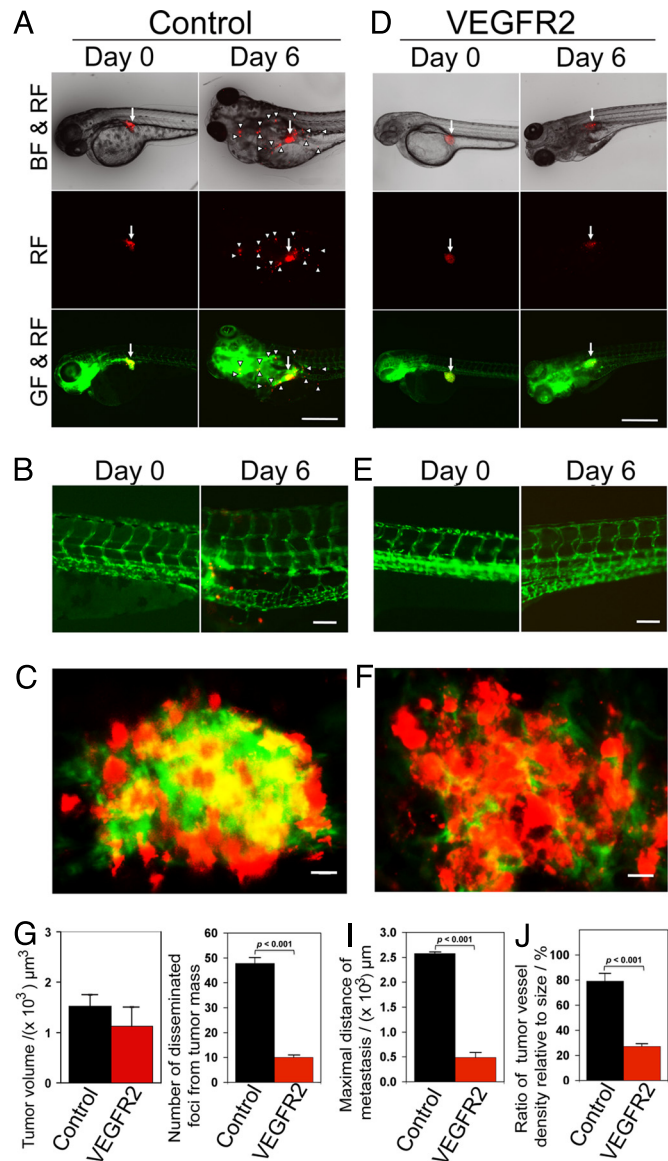 A Control
Day 0 Day 6
BF & RF
RF
GF & RF
D VEGFR2
Day 0 Day 6
B Day 0 Day 6
E Day 0 Day 6
C
F
G
Tumor volume /(x 10³) µm³
3
2
1
0
Control
VEGFR2
Number of disseminated
foci from tumor mass
60
50
40
30
20
10
0
p < 0.001
Control
VEGFR2
I
Maximal distance of
metastasis / (x 10³) µm
3.0
2.5
2.0
1.5
1.0
0.5
0.0
p < 0.001
Control
VEGFR2
J
Ratio of tumor vessel
density relative to size / %
80
60
40
20
0
p < 0.001
Control
VEGFR2